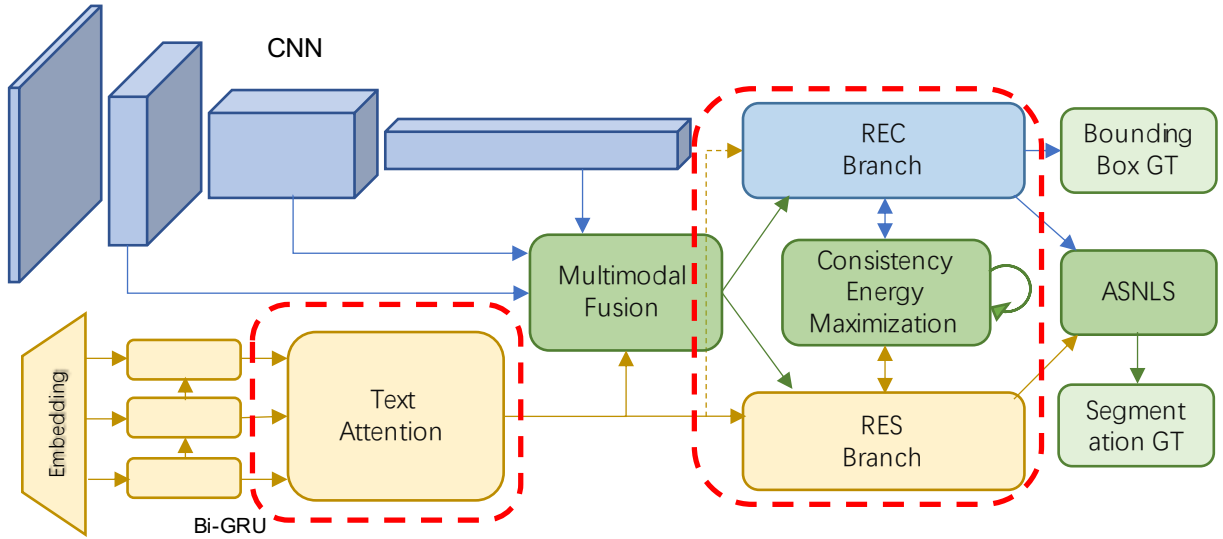 CNN
REC
Branch
Bounding
Box GT
Multimodal
Fusion
Consistency
Energy
Maximization
ASNLS
Embedding
Text
Attention
RES
Branch
Segment
ation GT
Bi-GRU